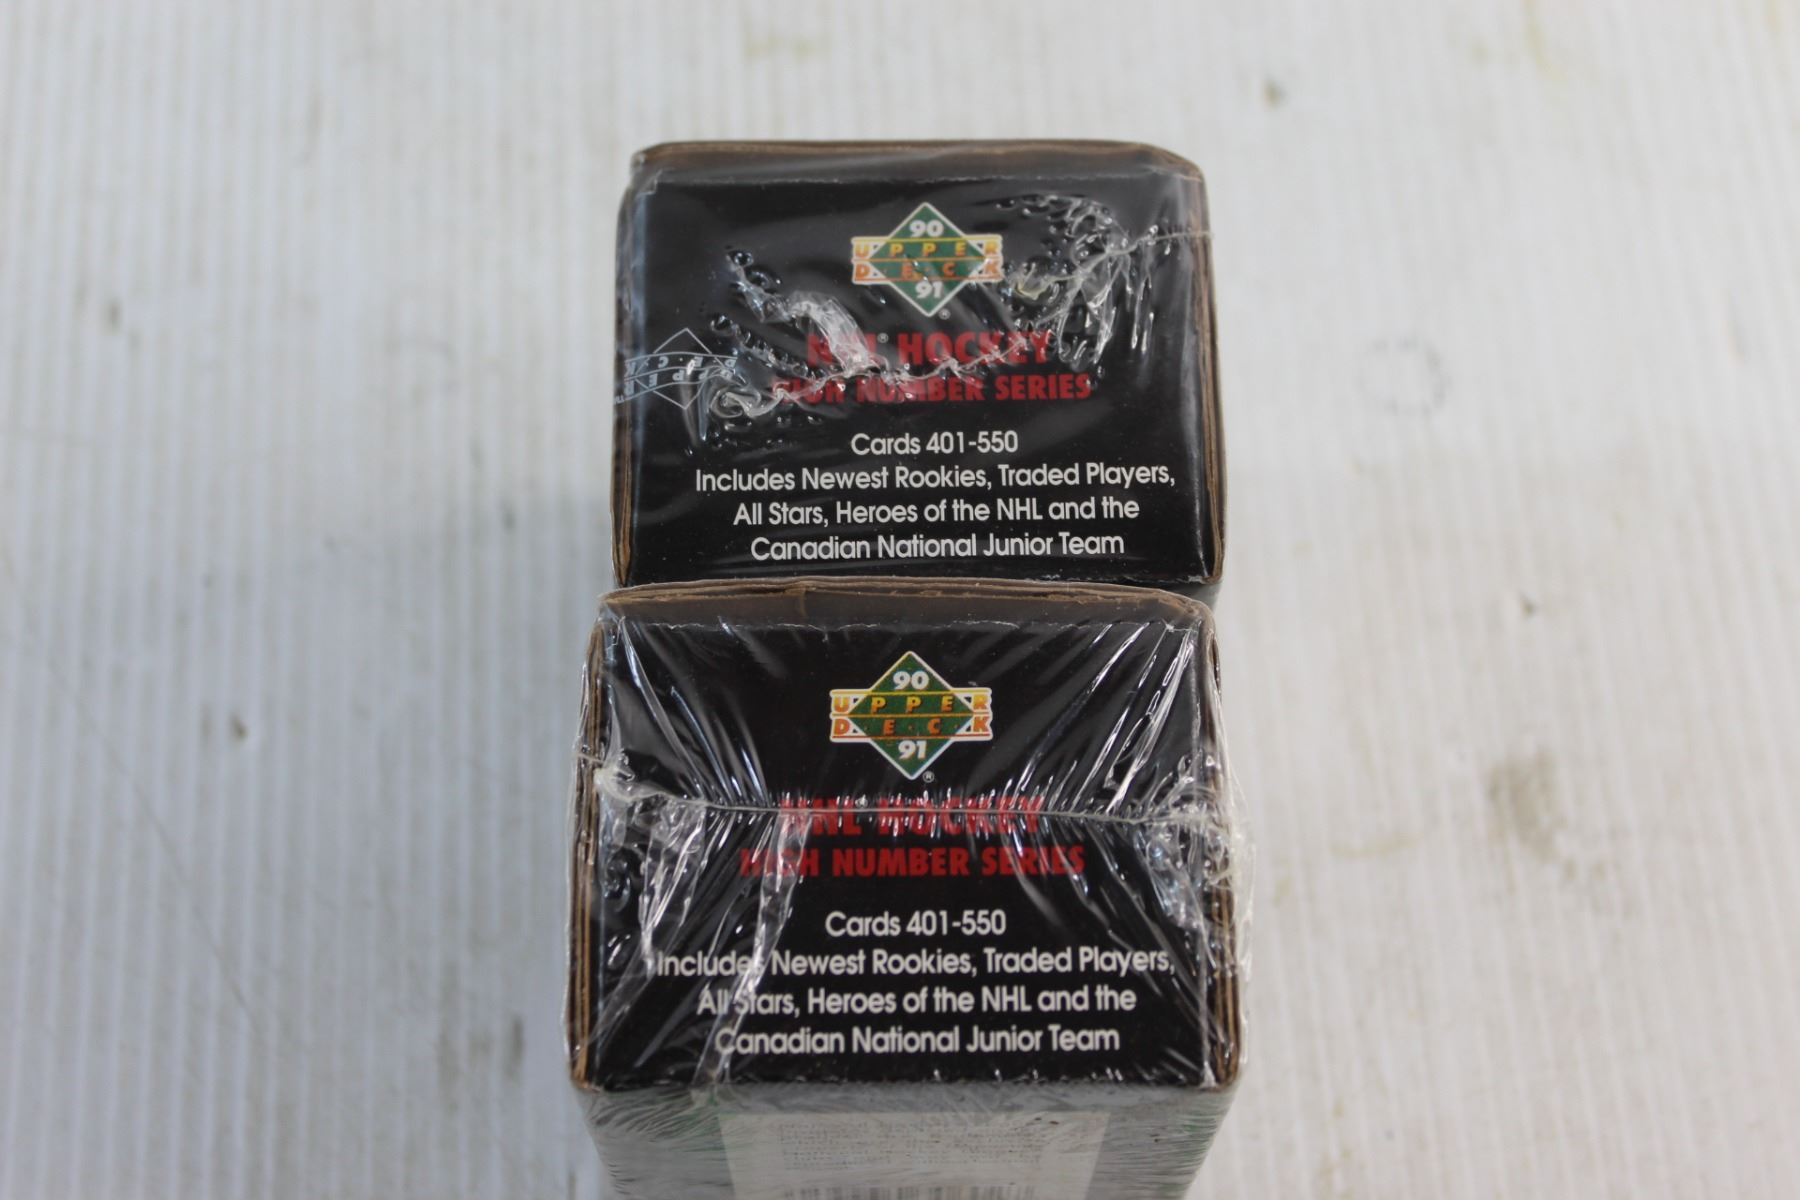 90
UPPER
DECK
91
®
NHL® HOCKEY
HIGH NUMBER SERIES
Cards 401-550
Includes Newest Rookies, Traded Players,
All Stars, Heroes of the NHL and the
Canadian National Junior Team
UPPER
DECK
90
UPPER
DECK
91
®
NHL® HOCKEY
HIGH NUMBER SERIES
Cards 401-550
Includes Newest Rookies, Traded Players,
All Stars, Heroes of the NHL and the
Canadian National Junior Team